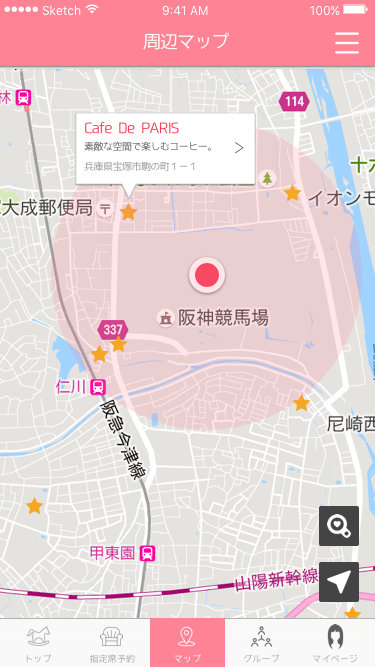 Sketch 9:41 AM 100%
周辺マップ
林
114
Cafe De PARIS
素敵な空間で楽しむコーヒー。
兵庫県宝塚市駒の町１－１
十六
イオンモ
大成郵便局
阪神競馬場
337
仁川
阪急今津線
尼崎西
甲東園
山陽新幹線
トップ 指定席予約 マップ グループ マイページ